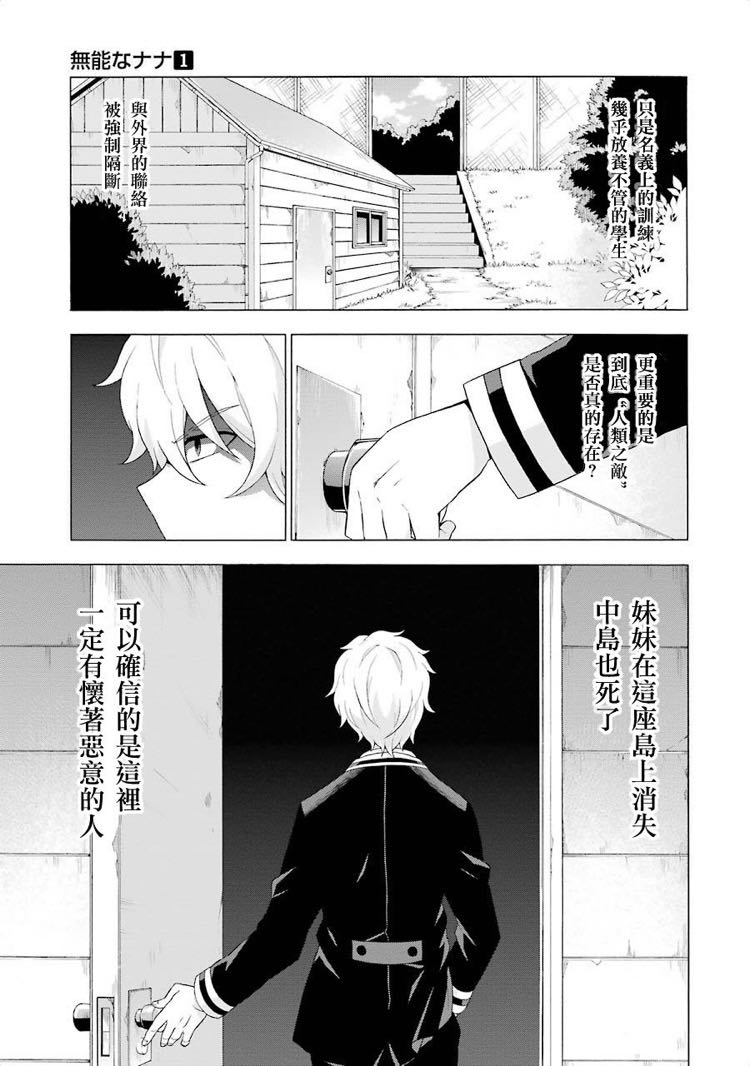 無能なナナ1
只是名義上的訓練
幾乎放養不管的學生
與外界的聯絡
被強制隔斷
更重要的是
到底〝人類之敵〞
是否真的存在?
妹妹在這座島上消失
中島也死了
可以確信的是這裡
一定有懷著惡意的人